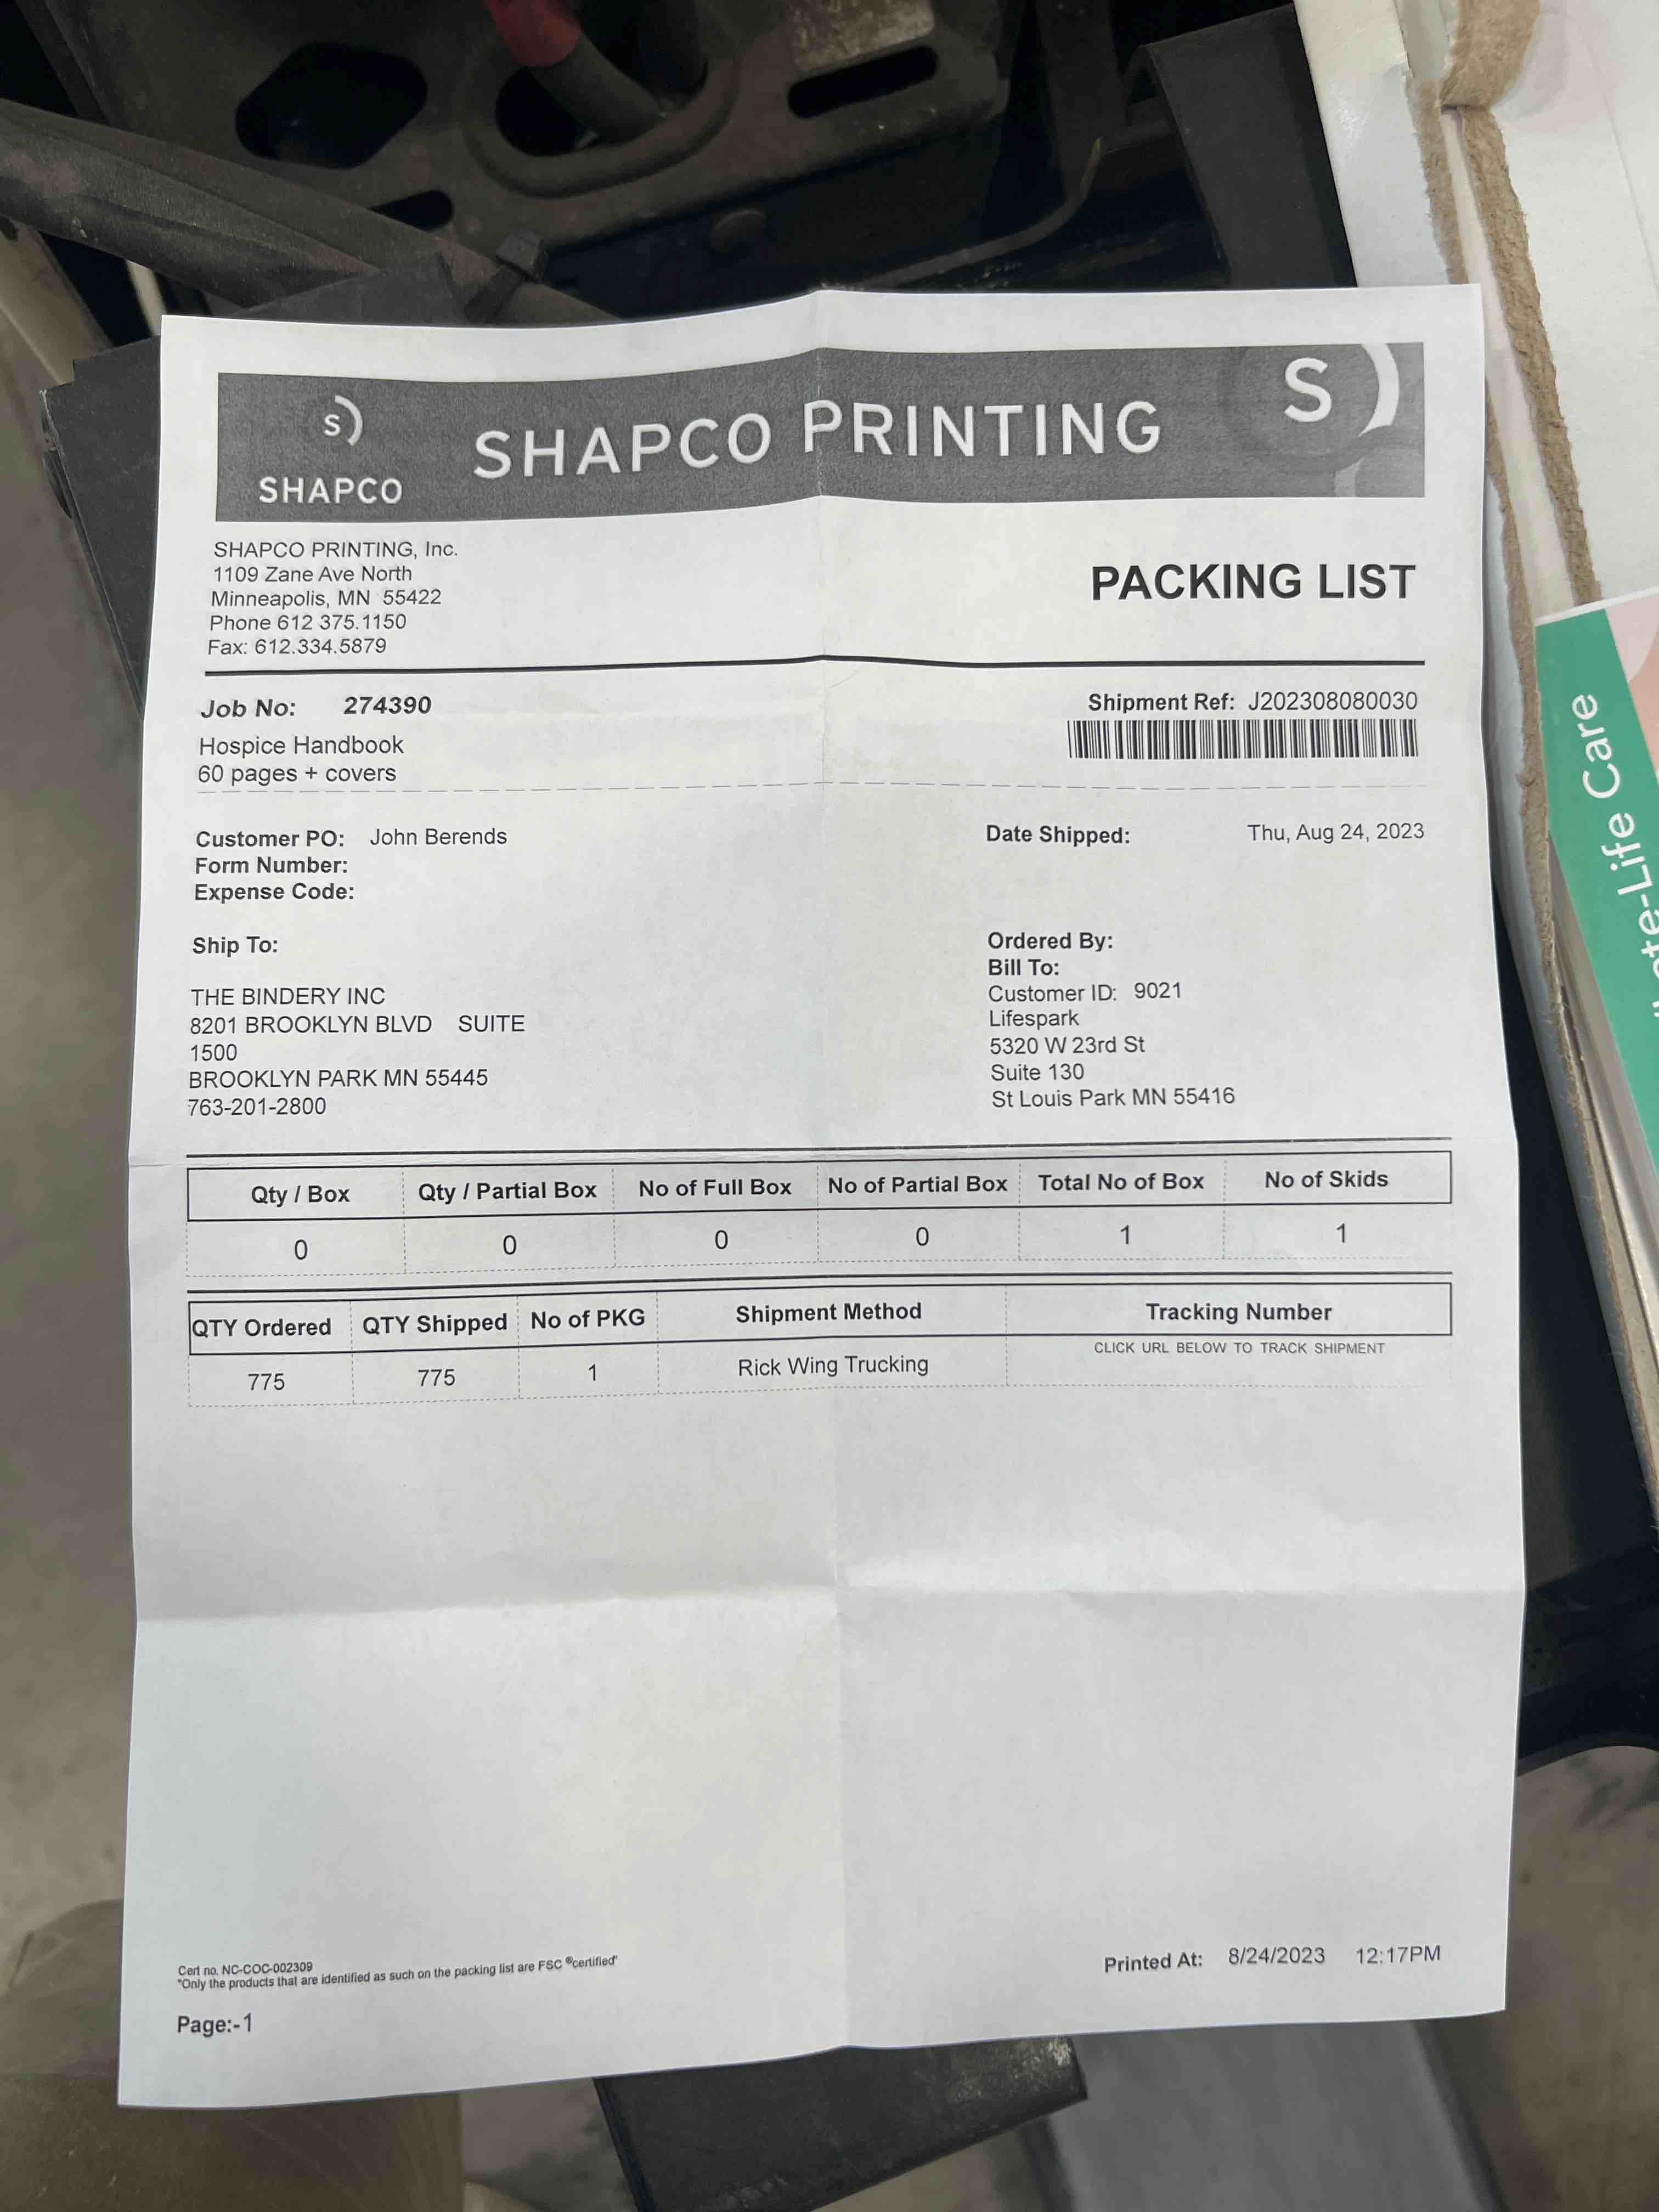 S
SHAPCO
SHAPCO PRINTING
S
SHAPCO PRINTING, Inc.
1109 Zane Ave North
Minneapolis, MN 55422
Phone 612 375.1150
Fax: 612.334.5879
PACKING LIST
Job No: 274390
Hospice Handbook
60 pages + covers
Shipment Ref: J202308080030
Customer PO: John Berends
Form Number:
Expense Code:
Date Shipped: Thu, Aug 24, 2023
Ship To:
THE BINDERY INC
8201 BROOKLYN BLVD SUITE
1500
BROOKLYN PARK MN 55445
763-201-2800
Ordered By:
Bill To:
Customer ID: 9021
Lifespark
5320 W 23rd St
Suite 130
St Louis Park MN 55416
Qty / Box Qty / Partial Box No of Full Box No of Partial Box Total No of Box No of Skids
0 0 0 0 1 1
QTY Ordered QTY Shipped No of PKG Shipment Method Tracking Number
775 775 1 Rick Wing Trucking CLICK URL BELOW TO TRACK SHIPMENT
Cert no. NC-COC-002309
"Only the products that are identified as such on the packing list are FSC ®certified"
Page:-1
Printed At: 8/24/2023 12:17PM
Care